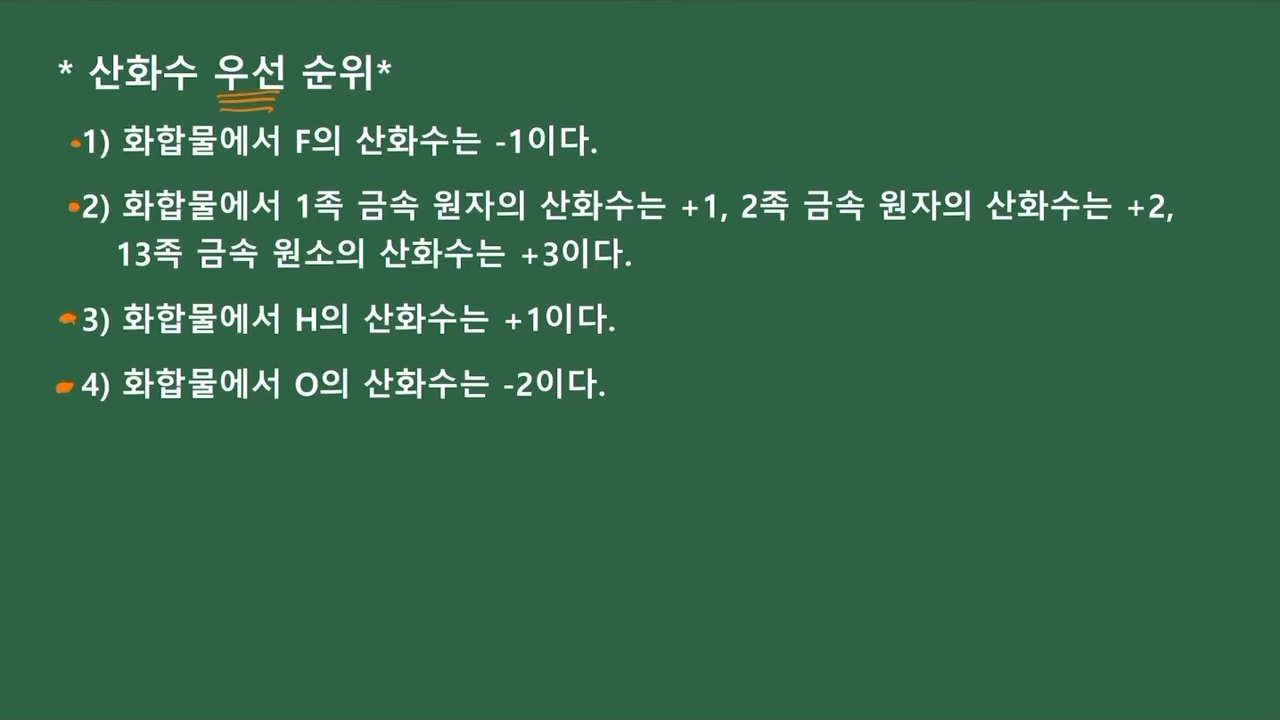 * 산화수 우선 순위*
1) 화합물에서 F의 산화수는 -1이다.
2) 화합물에서 1족 금속 원자의 산화수는 +1, 2족 금속 원자의 산화수는 +2,
13족 금속 원소의 산화수는 +3이다.
3) 화합물에서 H의 산화수는 +1이다.
4) 화합물에서 O의 산화수는 -2이다.